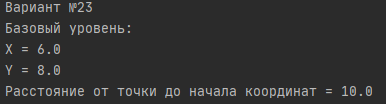 Вариант №23
Базовый уровень:
X = 6.0
Y = 8.0
Расстояние от точки до начала координат = 10.0